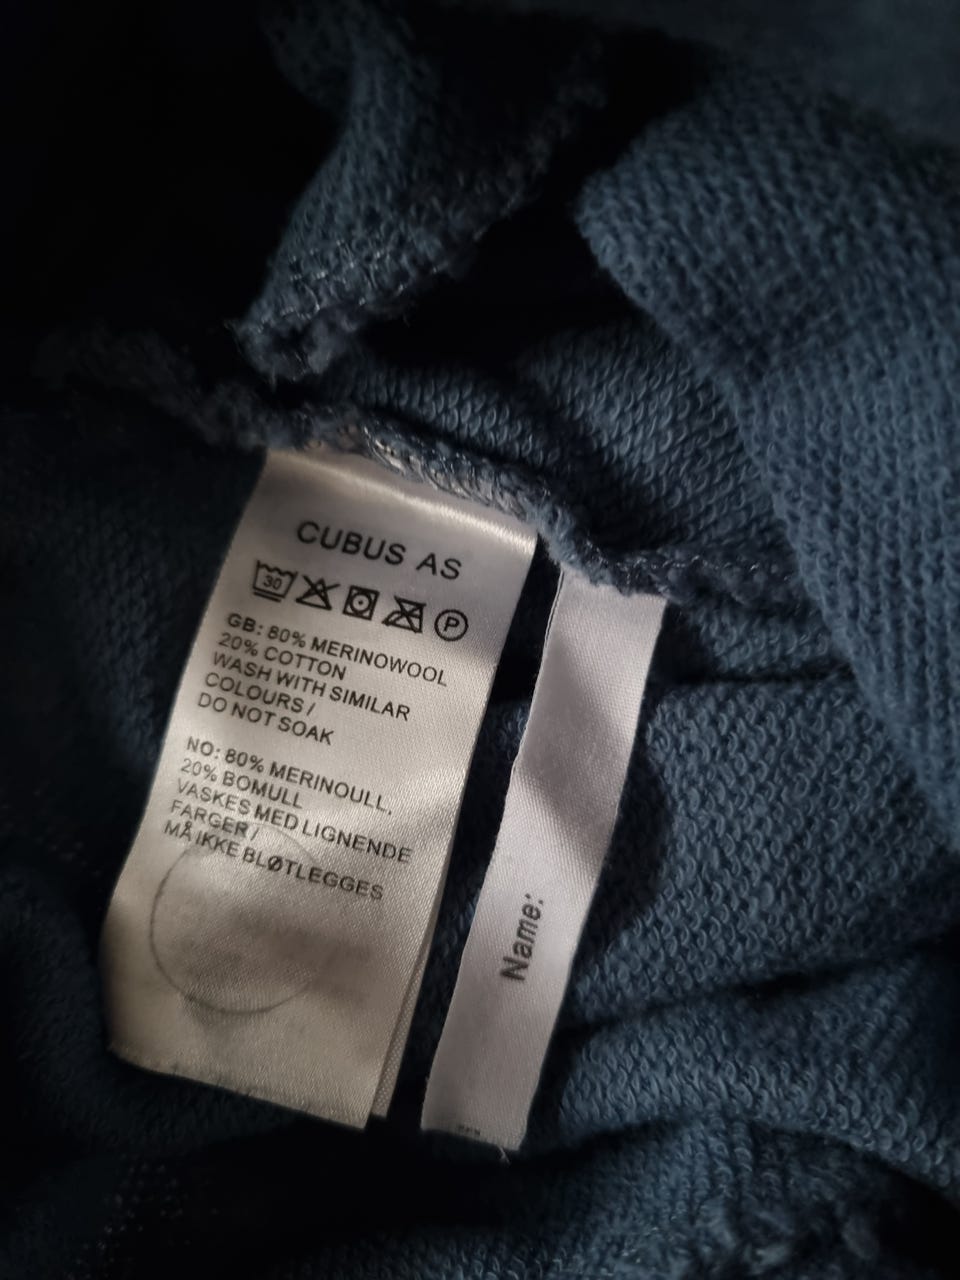 CUBUS AS
30 P
GB: 80% MERINOWOOL
20% COTTON
WASH WITH SIMILAR
COLOURS /
DO NOT SOAK
NO: 80% MERINOULL,
20% BOMULL
VASKES MED LIGNENDE
FARGER /
MÅ IKKE BLØTLEGGES
Name: